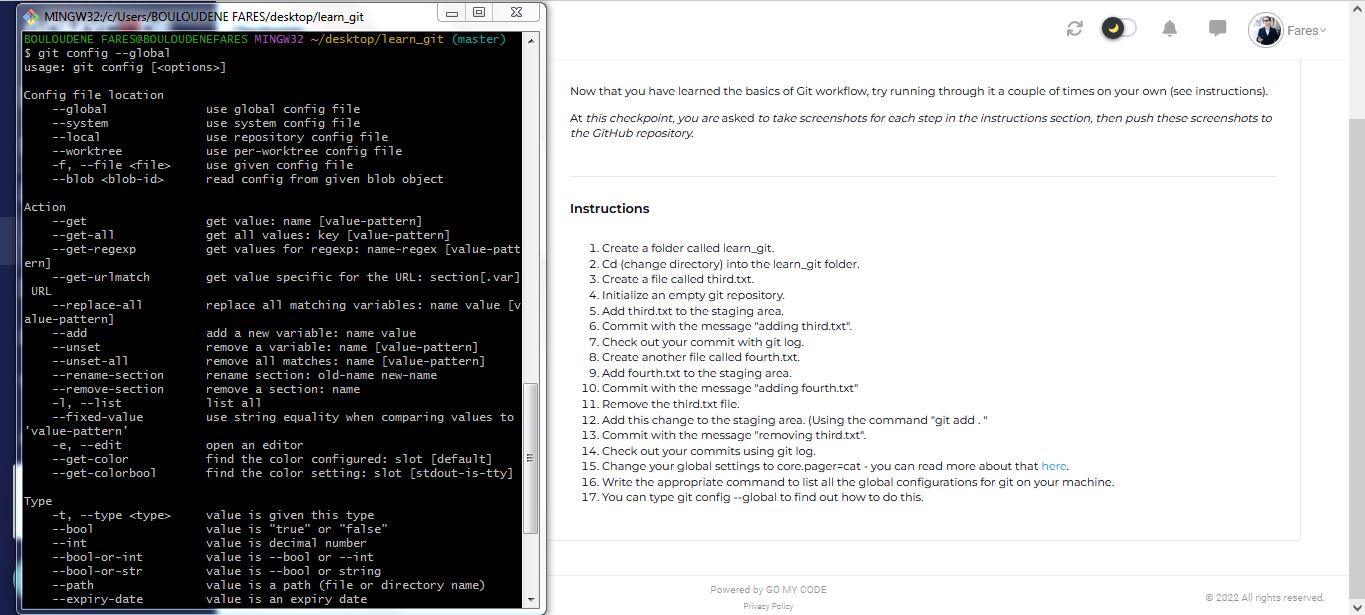 MINGW32:/c/Users/BOULOUDENE FARES/desktop/learn_git
BOULOUDENE FARES@BOULOUDENEFARES MINGW32 ~/desktop/learn_git (master)
$ git config --global
usage: git config [<options>]
Config file location
--global use global config file
--system use system config file
--local use repository config file
--worktree use per-worktree config file
-f, --file <file> use given config file
--blob <blob-id> read config from given blob object
Action
--get get value: name [value-pattern]
--get-all get all values: key [value-pattern]
--get-regexp get values for regexp: name-regex [value-patt
ern]
--get-urlmatch get value specific for the URL: section[.var]
URL
--replace-all replace all matching variables: name value [v
alue-pattern]
--add add a new variable: name value
--unset remove a variable: name [value-pattern]
--unset-all remove all matches: name [value-pattern]
--rename-section rename section: old-name new-name
--remove-section remove a section: name
-l, --list list all
--fixed-value use string equality when comparing values to
'value-pattern'
-e, --edit open an editor
--get-color find the color configured: slot [default]
--get-colorbool find the color setting: slot [stdout-is-tty]
Type
-t, --type <type> value is given this type
--bool value is "true" or "false"
--int value is decimal number
--bool-or-int value is --bool or --int
--bool-or-str value is --bool or string
--path value is a path (file or directory name)
--expiry-date value is an expiry date
Fares
Now that you have learned the basics of Git workflow, try running through it a couple of times on your own (see instructions).
At this checkpoint, you are asked to take screenshots for each step in the instructions section, then push these screenshots to
the GitHub repository.
Instructions
1. Create a folder called learn_git.
2. Cd (change directory) into the learn_git folder.
3. Create a file called third.txt.
4. Initialize an empty git repository.
5. Add third.txt to the staging area.
6. Commit with the message "adding third.txt".
7. Check out your commit with git log.
8. Create another file called fourth.txt.
9. Add fourth.txt to the staging area.
10. Commit with the message "adding fourth.txt"
11. Remove the third.txt file.
12. Add this change to the staging area. (Using the command "git add . "
13. Commit with the message "removing third.txt".
14. Check out your commits using git log.
15. Change your global settings to core.pager=cat - you can read more about that here.
16. Write the appropriate command to list all the global configurations for git on your machine.
17. You can type git config --global to find out how to do this.
Powered by GO MY CODE
Privacy Policy
© 2022 All rights reserved.